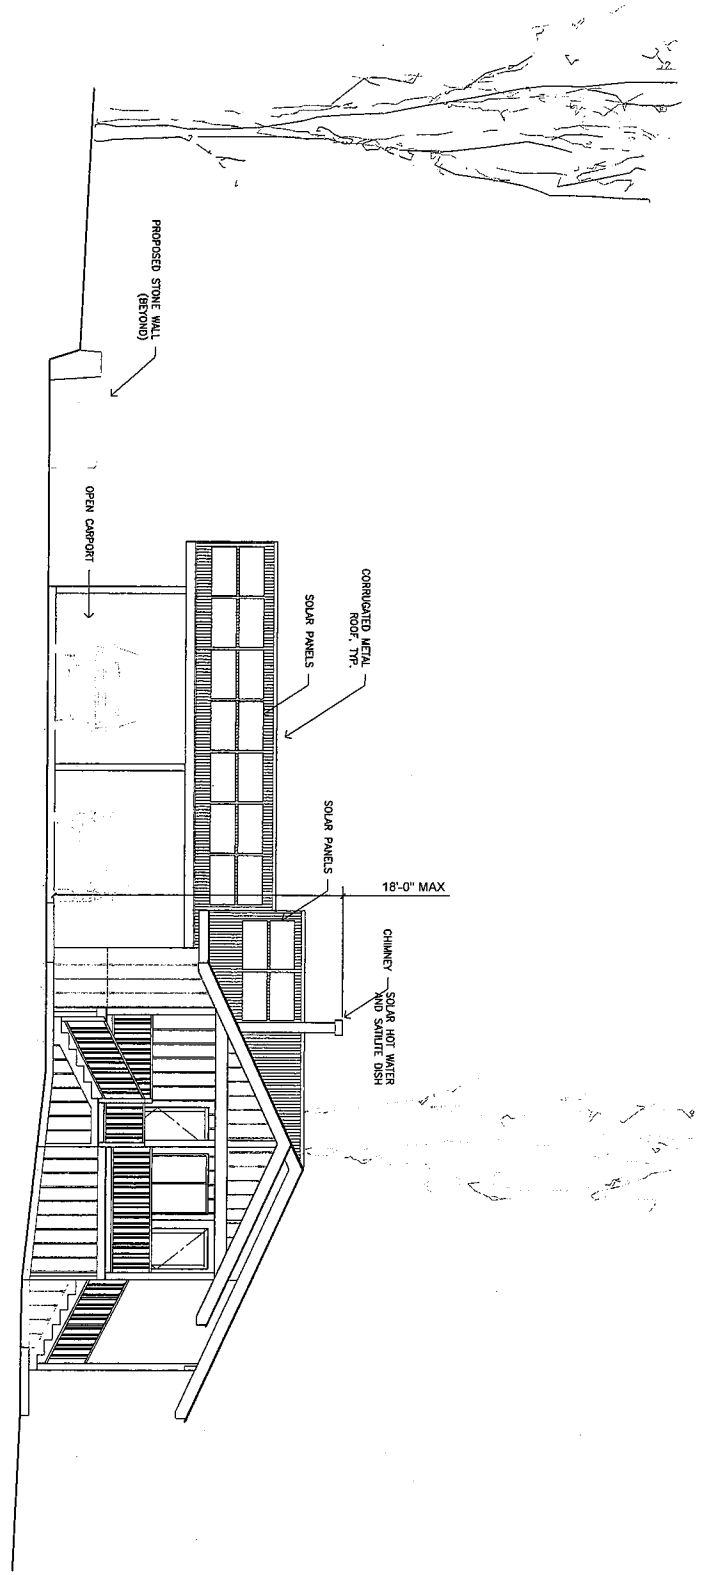 PROPOSED STONE WALL
(BEYOND)
OPEN CARPORT
CORRUGATED METAL
ROOF, TYP.
SOLAR PANELS
SOLAR PANELS
18'-0" MAX
CHIMNEY
SOLAR HOT WATER
AND SATILITE DISH